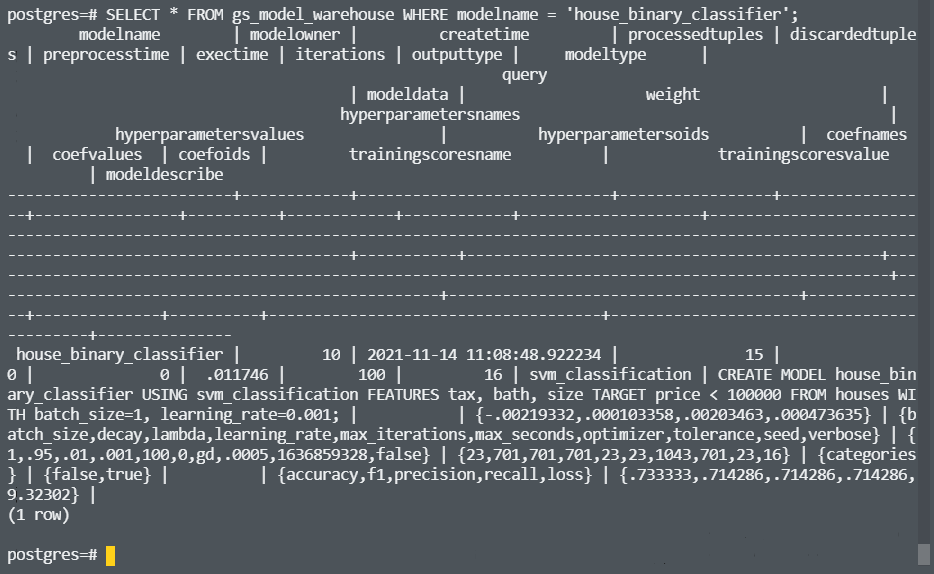 postgres=# SELECT * FROM gs_model_warehouse WHERE modelname = 'house_binary_classifier';
modelname | modelowner | createtime | processedtuples | discardedtuple
s | preprocesstime | exectime | iterations | outputtype | modeltype |
query
| modeldata | weight |
hyperparametersnames |
hyperparametersvalues | hyperparametersoids | coefnames
| coefvalues | coefoids | trainingscoresname | trainingscoresvalue
| modeldescribe
-----------------------+------------+--------------------------+----------------+--------------
--+---------------+---------+-----------+-----------+------------------+---------------------
--------------------------------------------------------------------------------------------
-----------------------------------+----------+------------------------------------------+---
------------------------------------------------------------------------------------------+--
--------------------------------------------+------------------------------------+-----------
--+-------------+---------+----------------------------------+-------------------------------
---------+--------------
house_binary_classifier | 10 | 2021-11-14 11:08:48.922234 | 15 |
0 | 0 | .011746 | 100 | 16 | svm_classification | CREATE MODEL house_bin
ary_classifier USING svm_classification FEATURES tax, bath, size TARGET price < 100000 FROM houses WI
TH batch_size=1, learning_rate=0.001; | | {-.00219332,.000103358,.00203463,.000473635} | {b
atch_size,decay,lambda,learning_rate,max_iterations,max_seconds,optimizer,tolerance,seed,verbose} | {
1,.95,.01,.001,100,0,gd,.0005,1636859328,false} | {23,701,701,701,23,23,1043,701,23,16} | {categories
} | {false,true} | | {accuracy,f1,precision,recall,loss} | {.733333,.714286,.714286,.714286,
9.32302} |
(1 row)
postgres=#